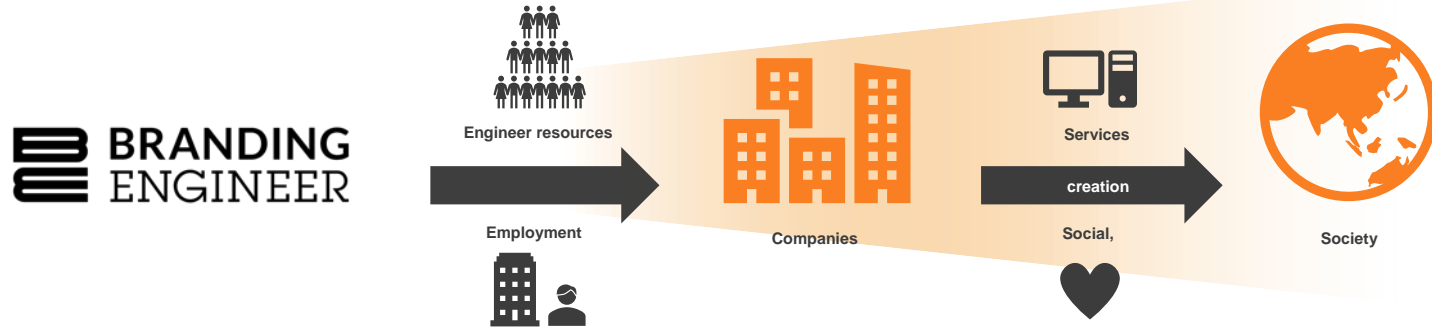 BRANDING
ENGINEER
Engineer resources
Employment
Companies
Services
creation
Social,
Society